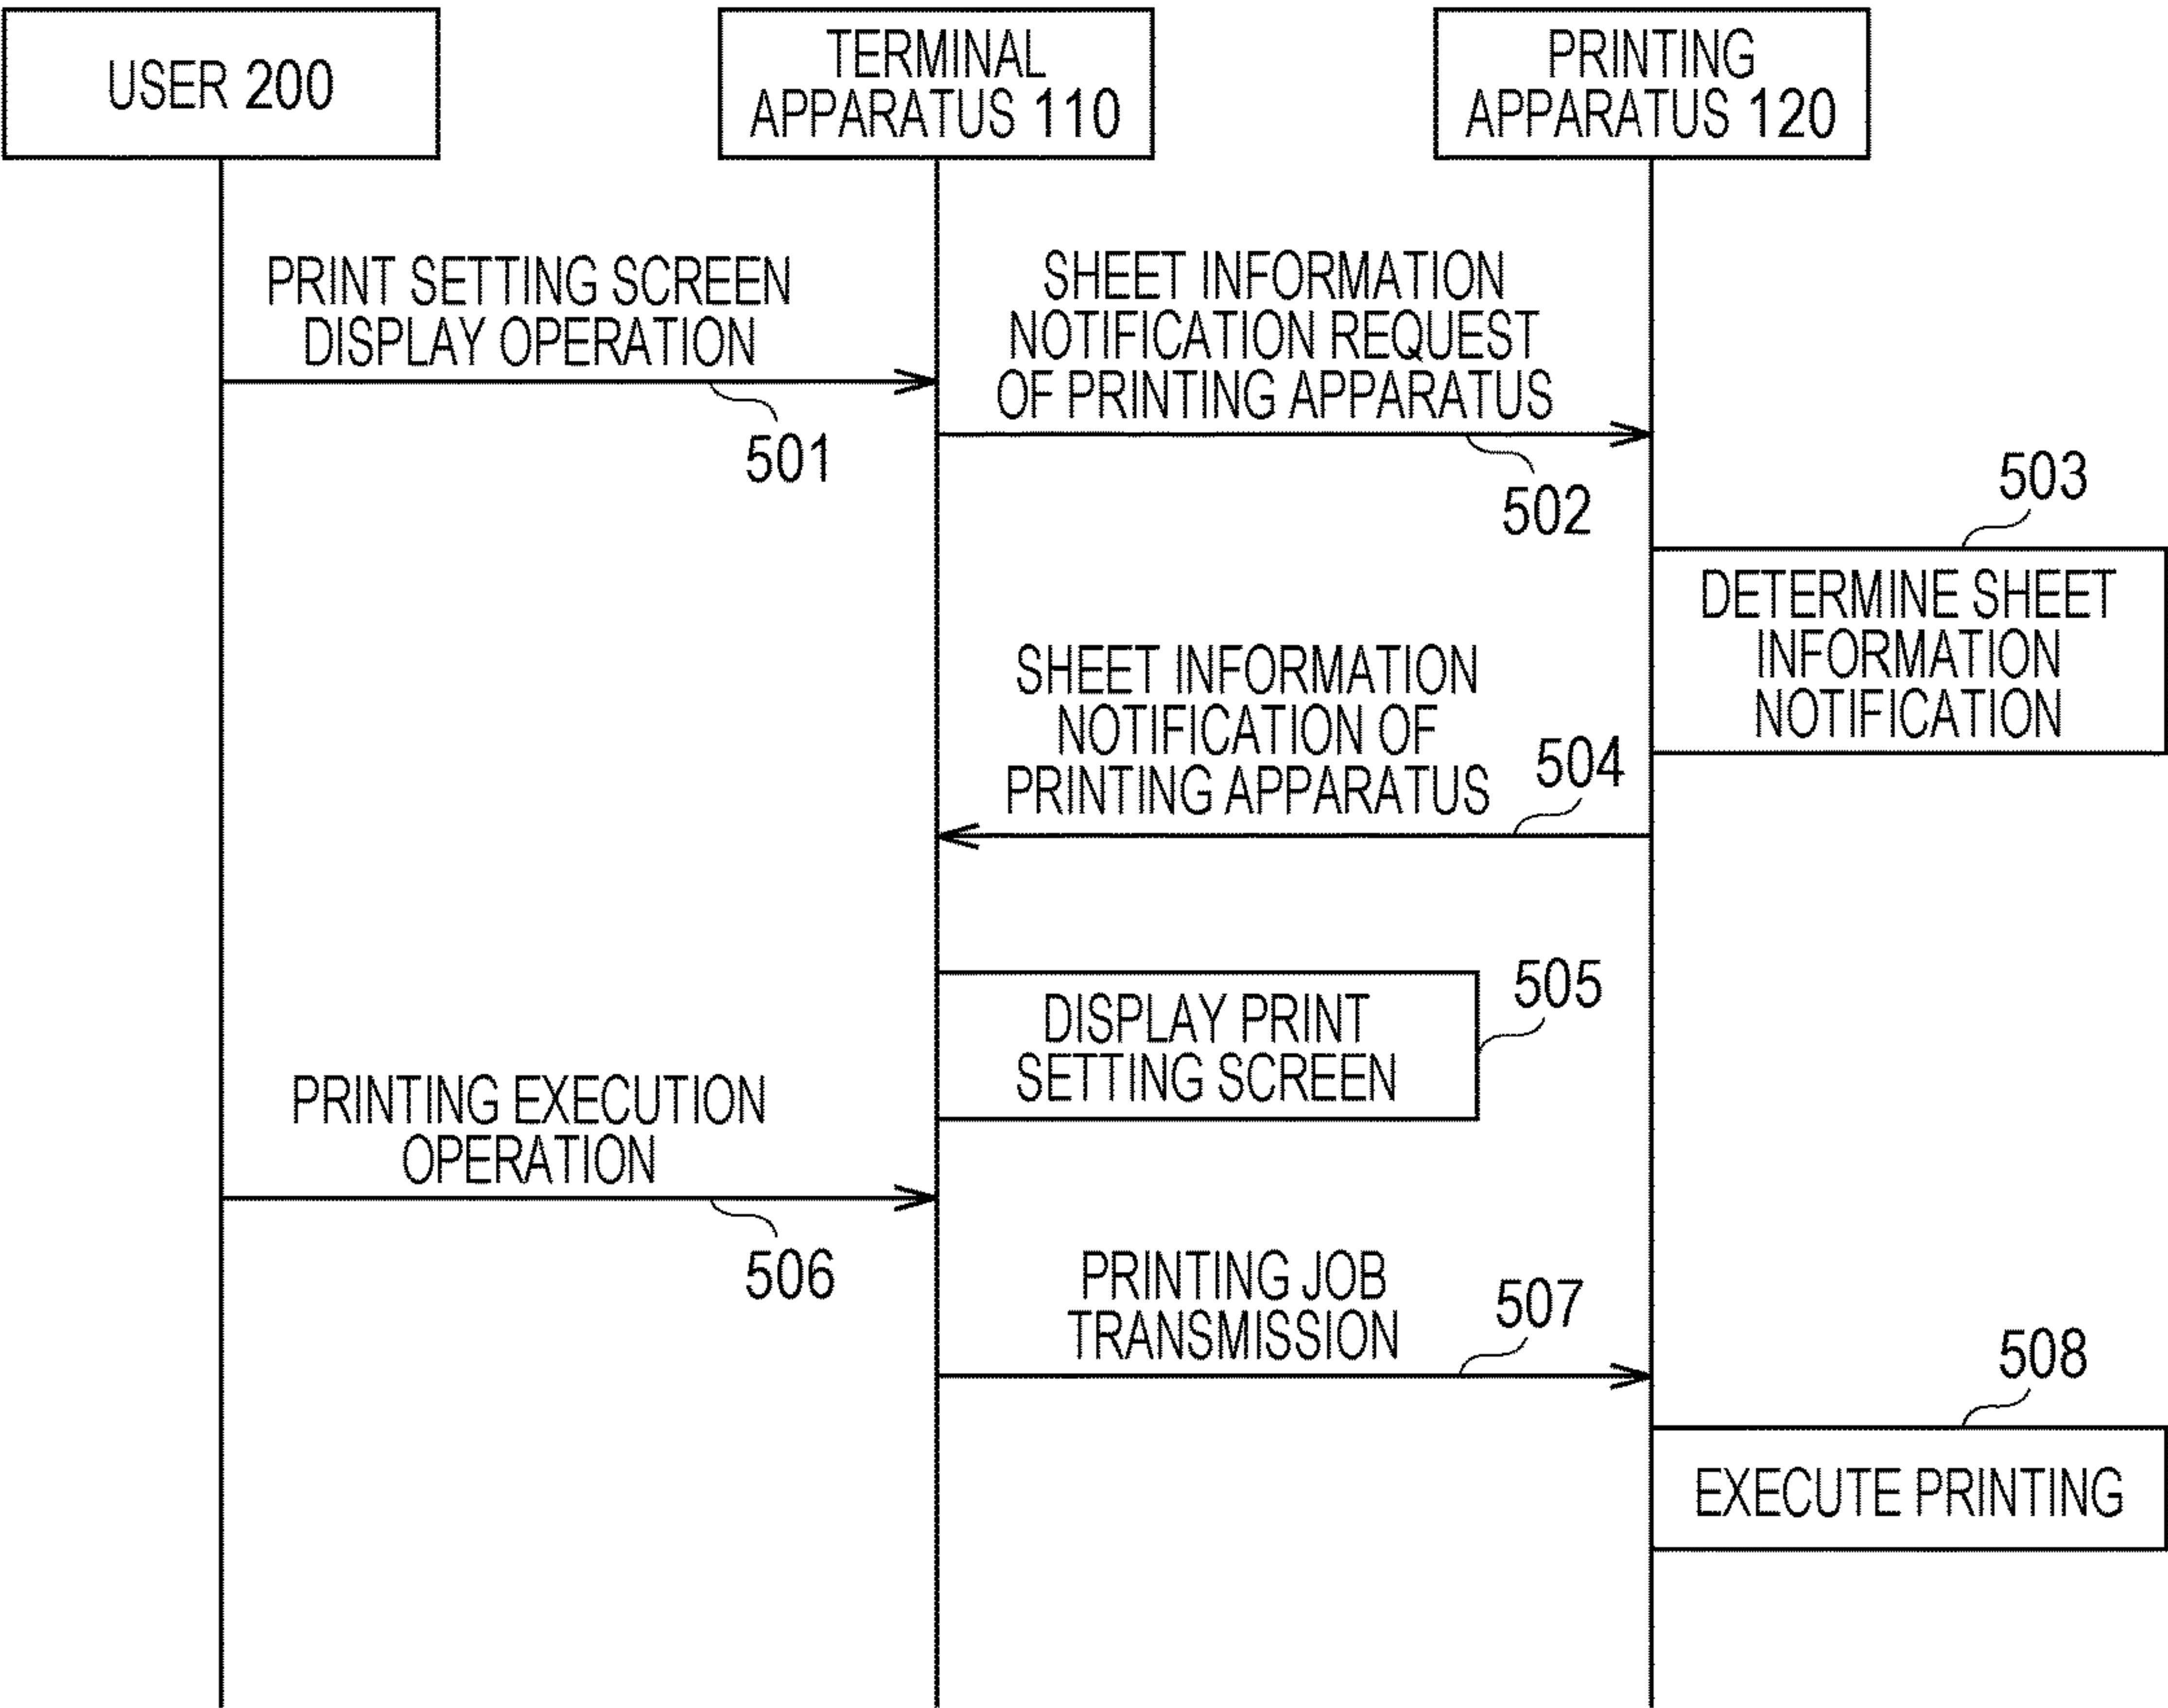 USER 200
TERMINAL
APPARATUS 110
PRINTING
APPARATUS 120
PRINT SETTING SCREEN
DISPLAY OPERATION
501
SHEET INFORMATION
NOTIFICATION REQUEST
OF PRINTING APPARATUS
502
503
DETERMINE SHEET
INFORMATION
NOTIFICATION
SHEET INFORMATION
NOTIFICATION OF
PRINTING APPARATUS
504
505
DISPLAY PRINT
SETTING SCREEN
PRINTING EXECUTION
OPERATION
506
PRINTING JOB
TRANSMISSION
507
508
EXECUTE PRINTING